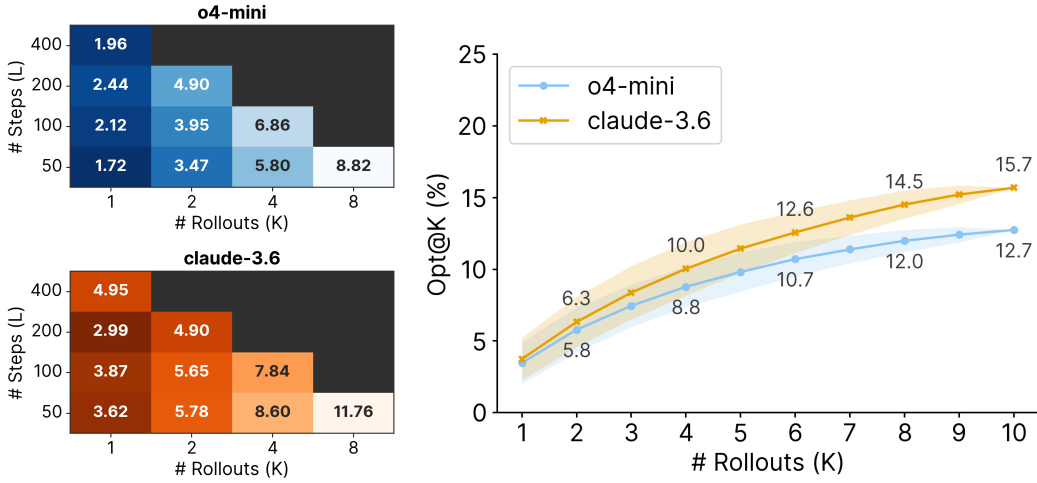 o4-mini
# Steps (L)
400
1.96
200
2.44 4.90
100
2.12 3.95 6.86
50
1.72 3.47 5.80 8.82
1 2 4 8
# Rollouts (K)
claude-3.6
# Steps (L)
400
4.95
200
2.99 4.90
100
3.87 5.65 7.84
50
3.62 5.78 8.60 11.76
1 2 4 8
# Rollouts (K)
Opt@K (%)
25
20
15
10
5
0
o4-mini
claude-3.6
6.3
10.0
12.6
14.5
15.7
5.8
8.8
10.7
12.0
12.7
1 2 3 4 5 6 7 8 9 10
# Rollouts (K)